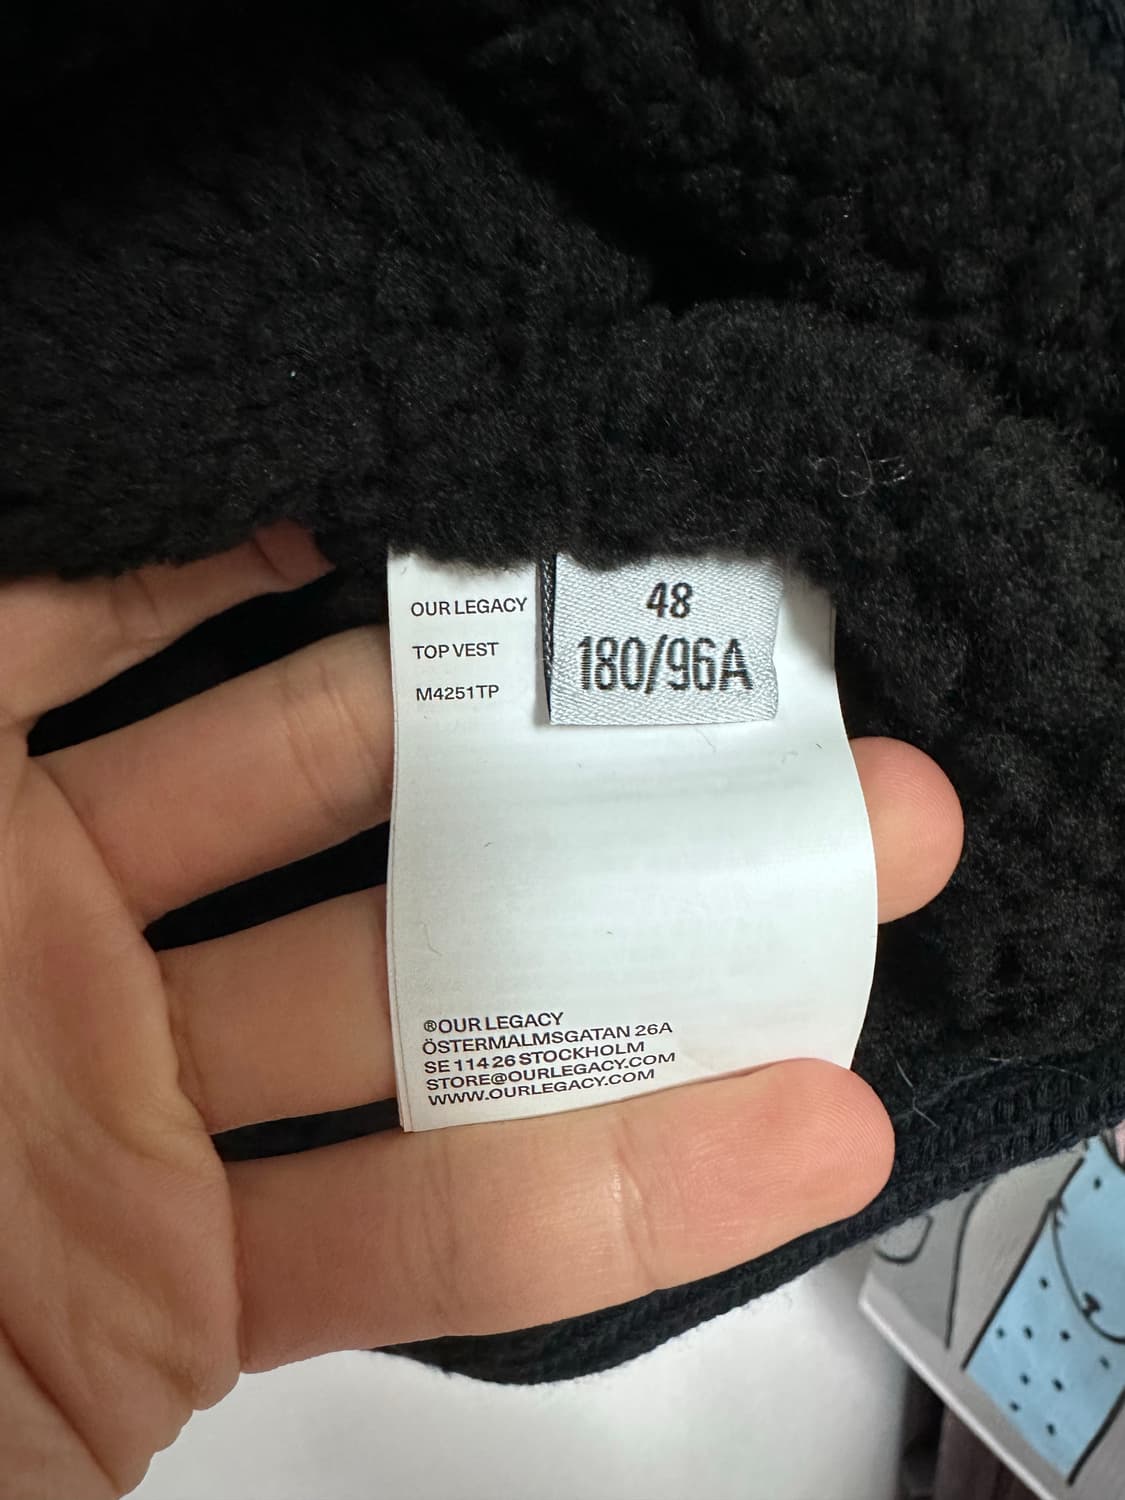 OUR LEGACY
TOP VEST
M4251TP
48
180/96A
®OUR LEGACY
ÖSTERMALMSGATAN 26A
SE 114 26 STOCKHOLM
STORE@OURLEGACY.COM
WWW.OURLEGACY.COM